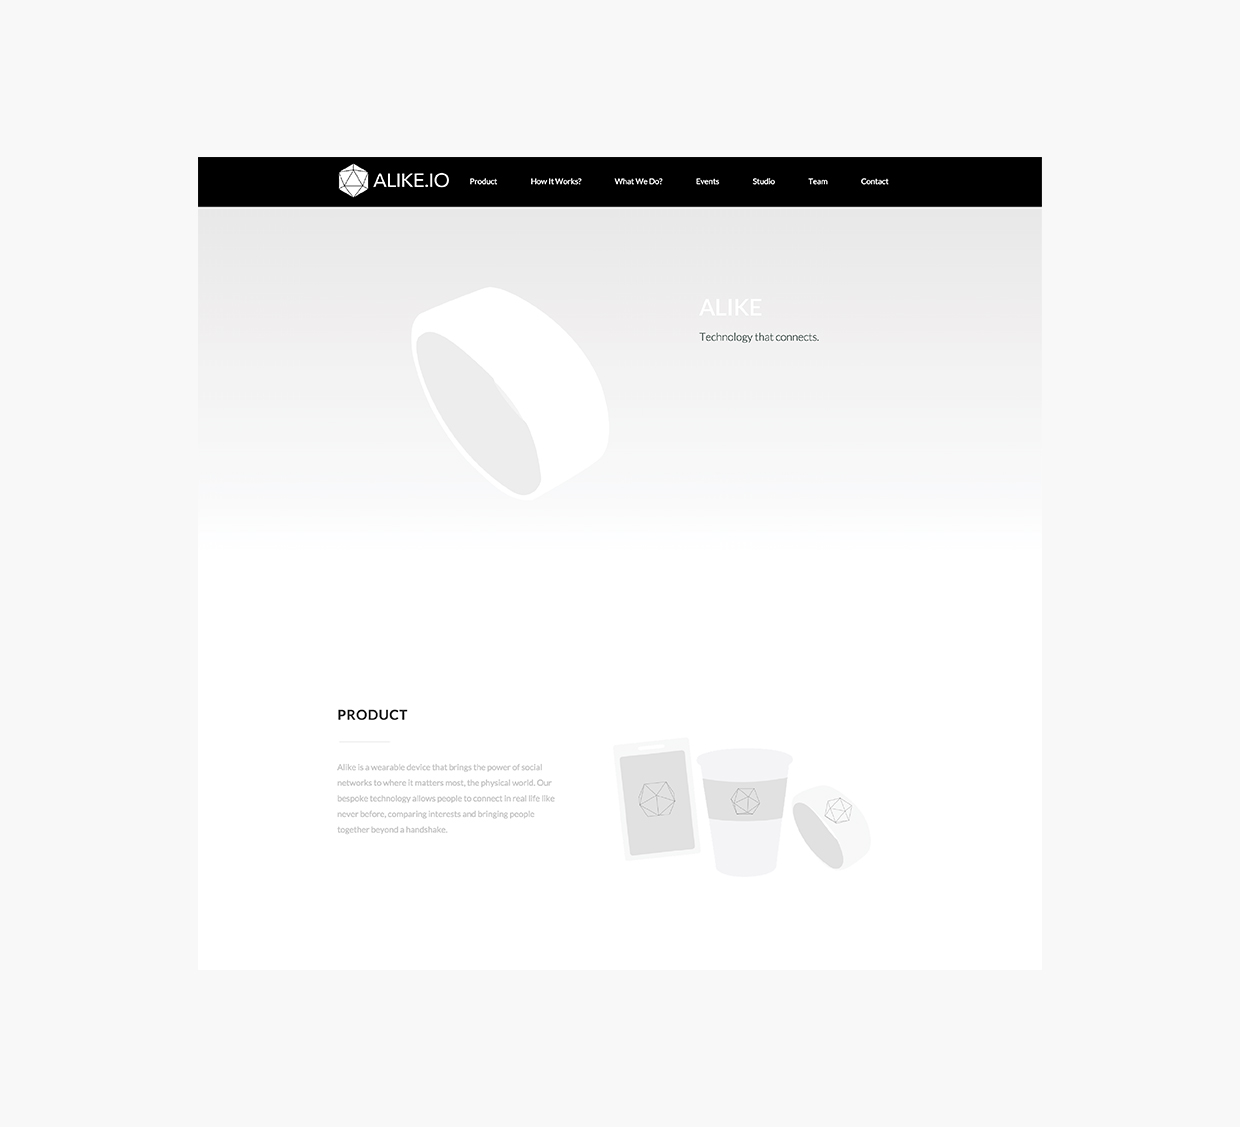 ALIKE.IO
Product How It Works? What We Do? Events Studio Team Contact
ALIKE
Technology that connects.
PRODUCT
Alike is a wearable device that brings the power of social
networks to where it matters most, the physical world. Our
bespoke technology allows people to connect in real life like
never before, comparing interests and bringing people
together beyond a handshake.